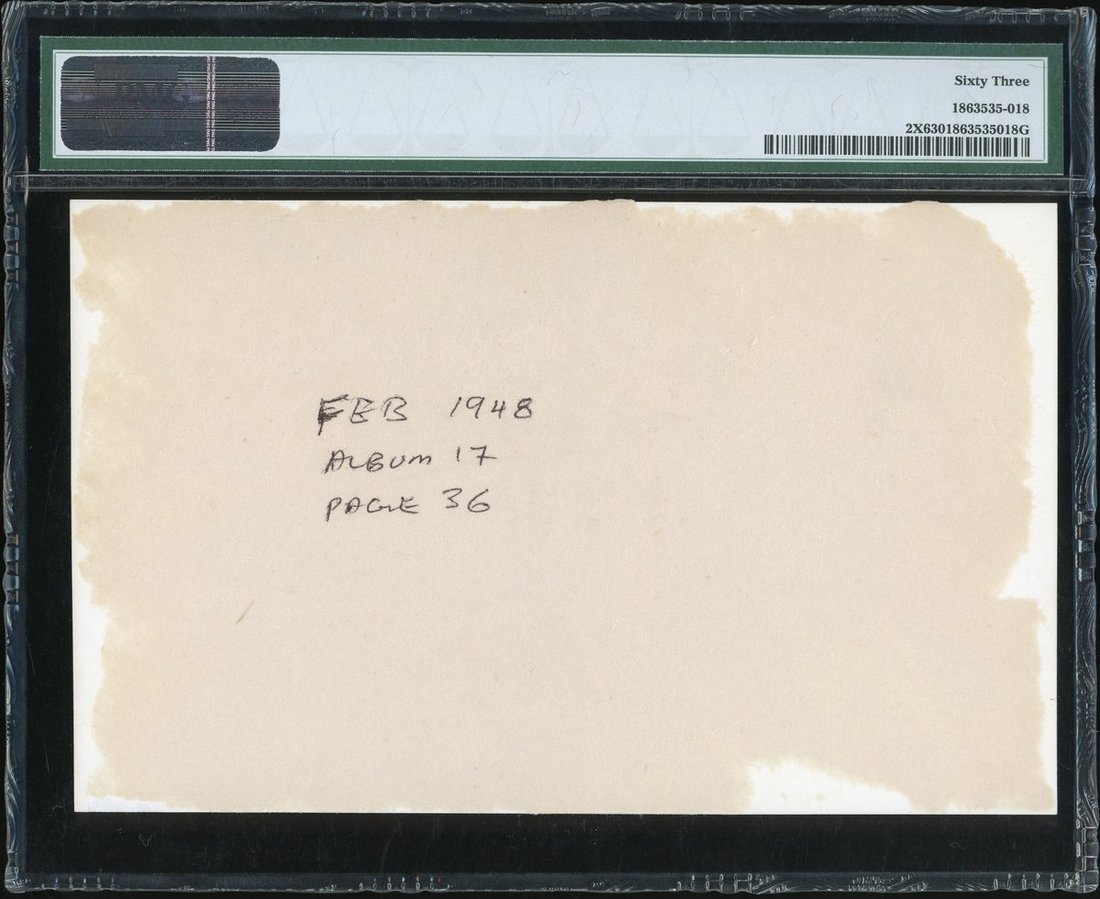 Sixty Three
1863535-018
2X6301863535018G
FEB 1948
ALBUM 17
PAGE 36